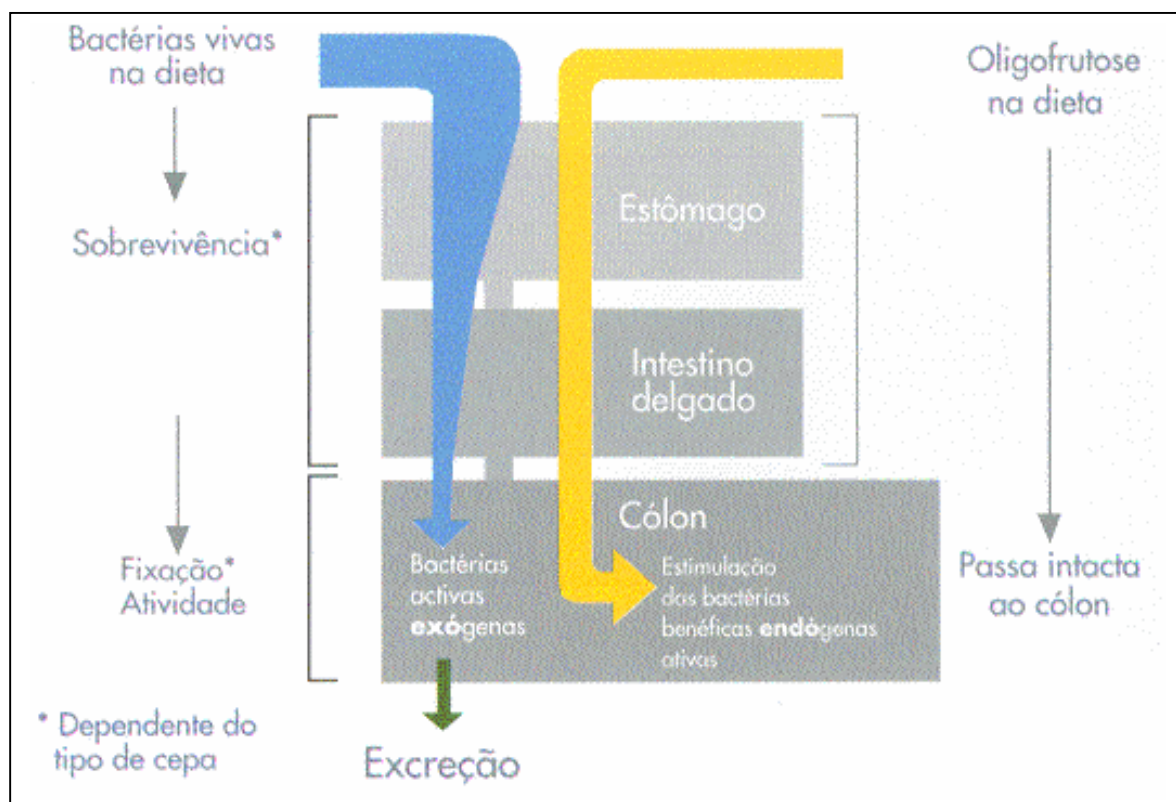 Bactérias vivas
na dieta
Sobrevivência*
Fixação*
Atividade
* Dependente do
tipo de cepa
Estômago
Intestino
delgado
Cólon
Bactérias
activas
exógenas
Estimulação
das bactérias
benéficas endógenas
ativas
Excreção
Oligofrutose
na dieta
Passa intacta
ao cólon